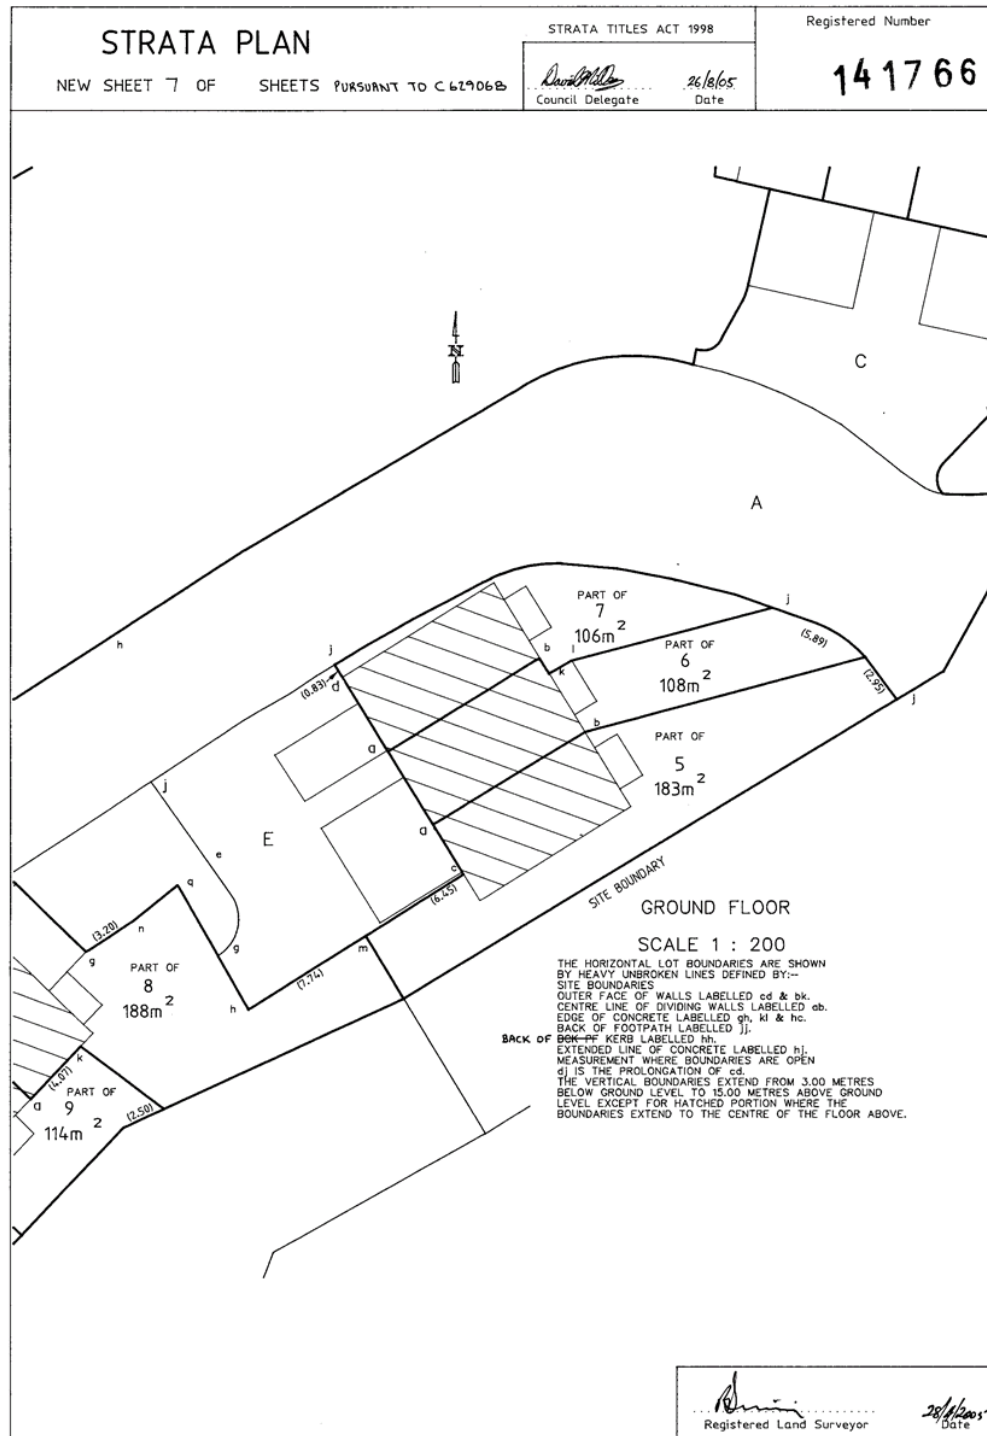 STRATA PLAN
NEW SHEET 7 OF SHEETS PURSUANT TO C629068
STRATA TITLES ACT 1998
26/8/05
Council Delegate Date
Registered Number
141766
C
N
A
h
j
(0.83)
d
PART OF
7
106m²
b l
k
j
(5.89)
PART OF
6
108m²
(2.95)
b
j
a
PART OF
5
183m²
j
a
E
e
c
(6.45)
SITE BOUNDARY
q
(3.20)
n
g
g
m
(7.74)
h
PART OF
8
188m²
k
(4.07)
a
PART OF
9
114m²
(2.50)
GROUND FLOOR
SCALE 1 : 200
THE HORIZONTAL LOT BOUNDARIES ARE SHOWN
BY HEAVY UNBROKEN LINES DEFINED BY:--
SITE BOUNDARIES
OUTER FACE OF WALLS LABELLED cd & bk.
CENTRE LINE OF DIVIDING WALLS LABELLED ab.
EDGE OF CONCRETE LABELLED gh, kl & hc.
BACK OF FOOTPATH LABELLED jj.
BACK OF BCK PF KERB LABELLED hh.
EXTENDED LINE OF CONCRETE LABELLED hj.
MEASUREMENT WHERE BOUNDARIES ARE OPEN
dj IS THE PROLONGATION OF cd.
THE VERTICAL BOUNDARIES EXTEND FROM 3.00 METRES
BELOW GROUND LEVEL TO 15.00 METRES ABOVE GROUND
LEVEL EXCEPT FOR HATCHED PORTION WHERE THE
BOUNDARIES EXTEND TO THE CENTRE OF THE FLOOR ABOVE.
Registered Land Surveyor Date